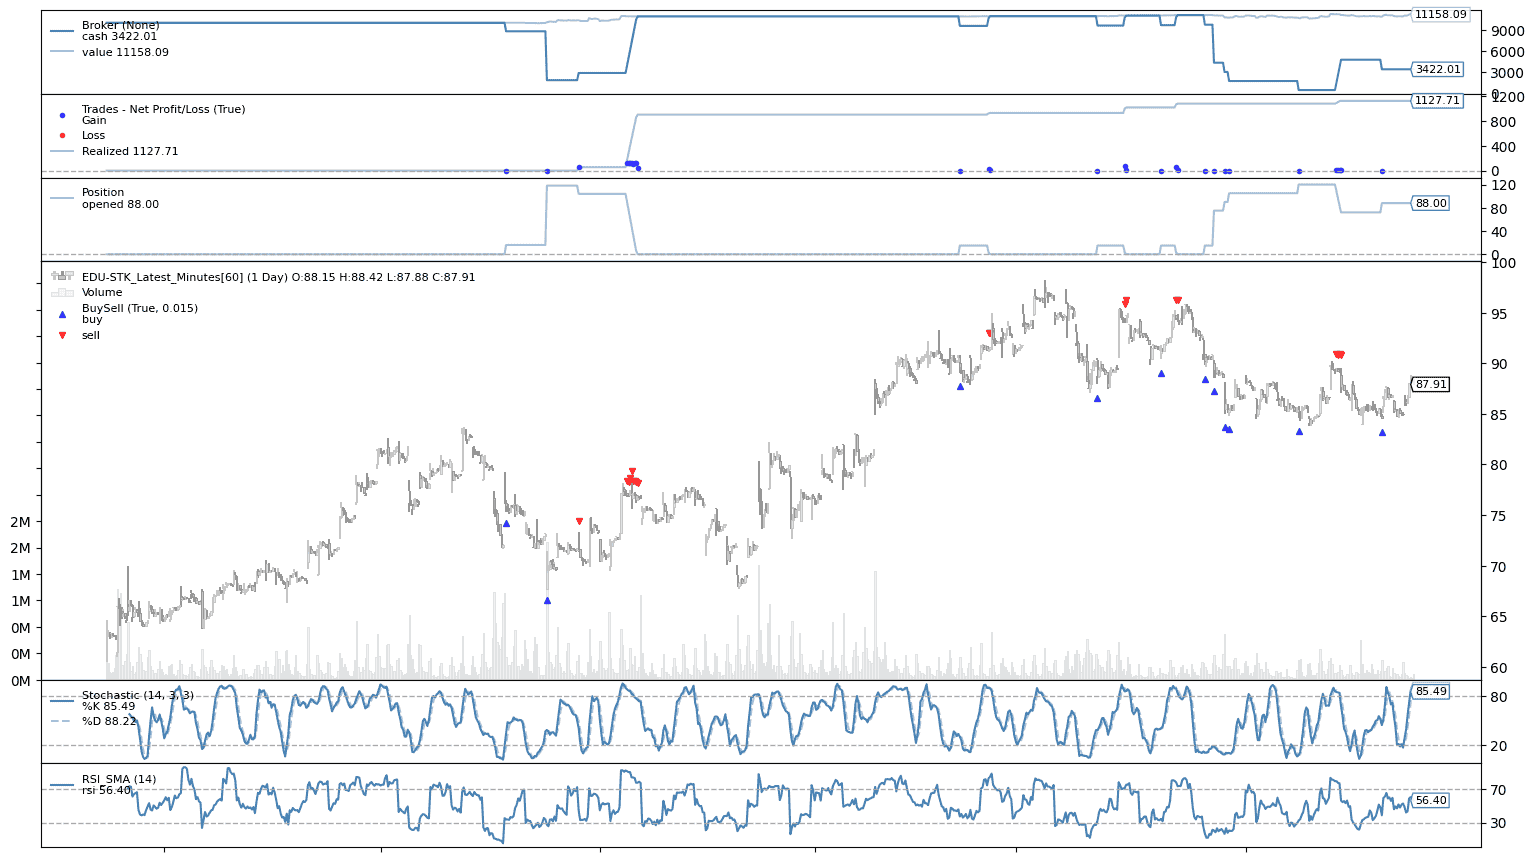 Broker (None)
cash 3422.01
value 11158.09
11158.09
9000
6000
3422.01
3000
0
Trades - Net Profit/Loss (True)
Gain
Loss
Realized 1127.71
1200
1127.71
800
400
0
Position
opened 88.00
120
88.00
80
40
0
EDU-STK_Latest_Minutes[60] (1 Day) O:88.15 H:88.42 L:87.88 C:87.91
Volume
BuySell (True, 0.015)
buy
sell
100
95
90
87.91
85
80
75
70
65
60
2M
2M
1M
1M
0M
0M
0M
Stochastic (14, 3, 3)
%K 85.49
%D 88.22
85.49
80
20
RSI_SMA (14)
rsi 56.40
70
56.40
30